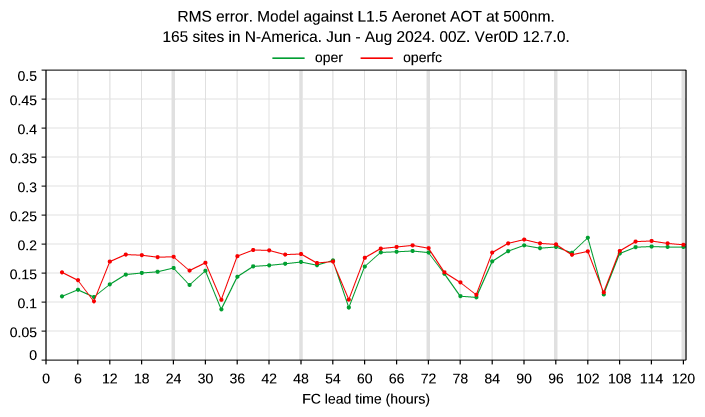 RMS error. Model against L1.5 Aeronet AOT at 500nm.
165 sites in N-America. Jun - Aug 2024. 00Z. Ver0D 12.7.0.
oper operfc
0.5
0.45
0.4
0.35
0.3
0.25
0.2
0.15
0.1
0.05
0
0 6 12 18 24 30 36 42 48 54 60 66 72 78 84 90 96 102 108 114 120
FC lead time (hours)